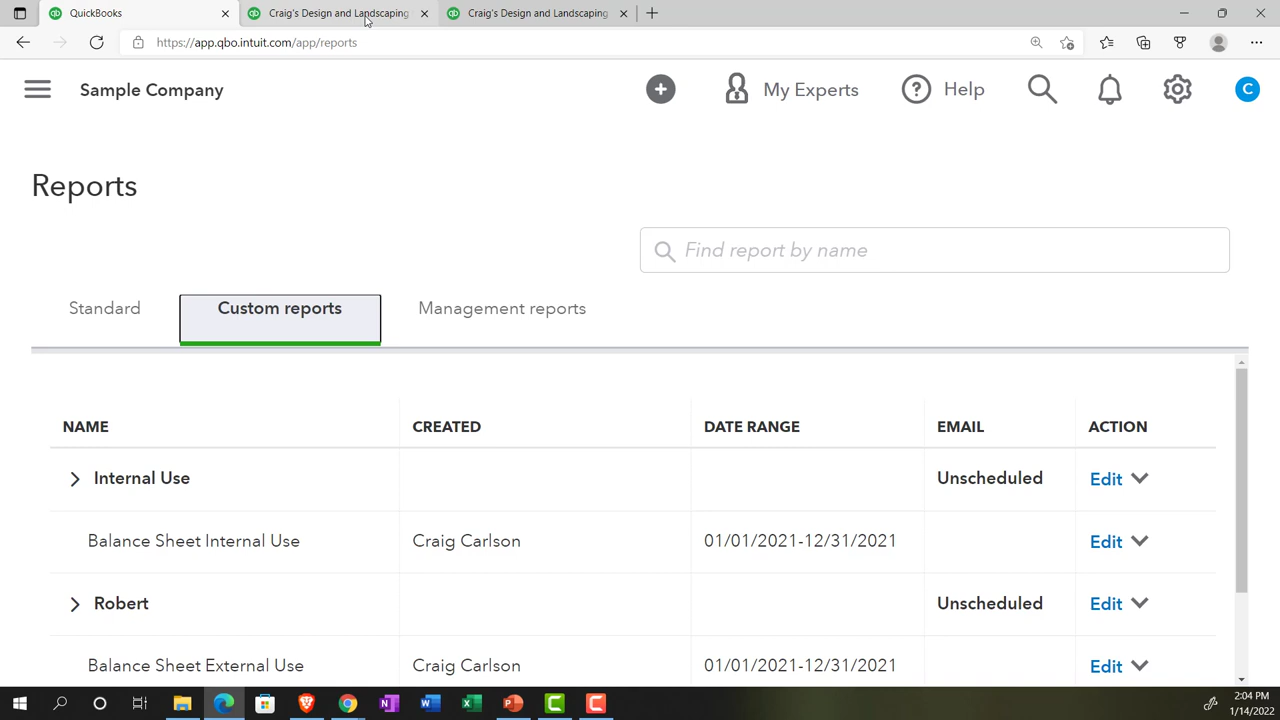 QuickBooks
Craig's Design and Landscaping
Craig's Design and Landscaping
https://app.qbo.intuit.com/app/reports
Sample Company
My Experts
Help
C
Reports
Find report by name
Standard
Custom reports
Management reports
NAME
CREATED
DATE RANGE
EMAIL
ACTION
Internal Use
Unscheduled
Edit
Balance Sheet Internal Use
Craig Carlson
01/01/2021-12/31/2021
Edit
Robert
Unscheduled
Edit
Balance Sheet External Use
Craig Carlson
01/01/2021-12/31/2021
Edit
2:04 PM
1/14/2022